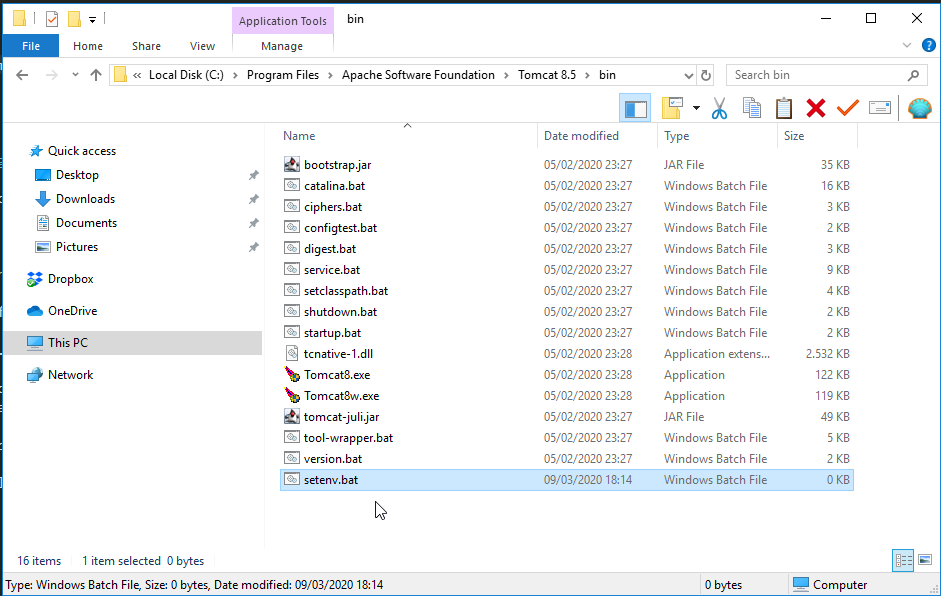 Application Tools
bin
File
Home
Share
View
Manage
« Local Disk (C:) > Program Files > Apache Software Foundation > Tomcat 8.5 > bin
Search bin
Name
Date modified
Type
Size
Quick access
Desktop
Downloads
Documents
Pictures
Dropbox
OneDrive
This PC
Network
bootstrap.jar 05/02/2020 23:27 JAR File 35 KB
catalina.bat 05/02/2020 23:27 Windows Batch File 16 KB
ciphers.bat 05/02/2020 23:27 Windows Batch File 3 KB
configtest.bat 05/02/2020 23:27 Windows Batch File 2 KB
digest.bat 05/02/2020 23:27 Windows Batch File 3 KB
service.bat 05/02/2020 23:27 Windows Batch File 9 KB
setclasspath.bat 05/02/2020 23:27 Windows Batch File 4 KB
shutdown.bat 05/02/2020 23:27 Windows Batch File 2 KB
startup.bat 05/02/2020 23:27 Windows Batch File 2 KB
tcnative-1.dll 05/02/2020 23:28 Application extens... 2.532 KB
Tomcat8.exe 05/02/2020 23:28 Application 122 KB
Tomcat8w.exe 05/02/2020 23:28 Application 119 KB
tomcat-juli.jar 05/02/2020 23:27 JAR File 49 KB
tool-wrapper.bat 05/02/2020 23:27 Windows Batch File 5 KB
version.bat 05/02/2020 23:27 Windows Batch File 2 KB
setenv.bat 09/03/2020 18:14 Windows Batch File 0 KB
16 items
1 item selected 0 bytes
Type: Windows Batch File, Size: 0 bytes, Date modified: 09/03/2020 18:14
0 bytes
Computer